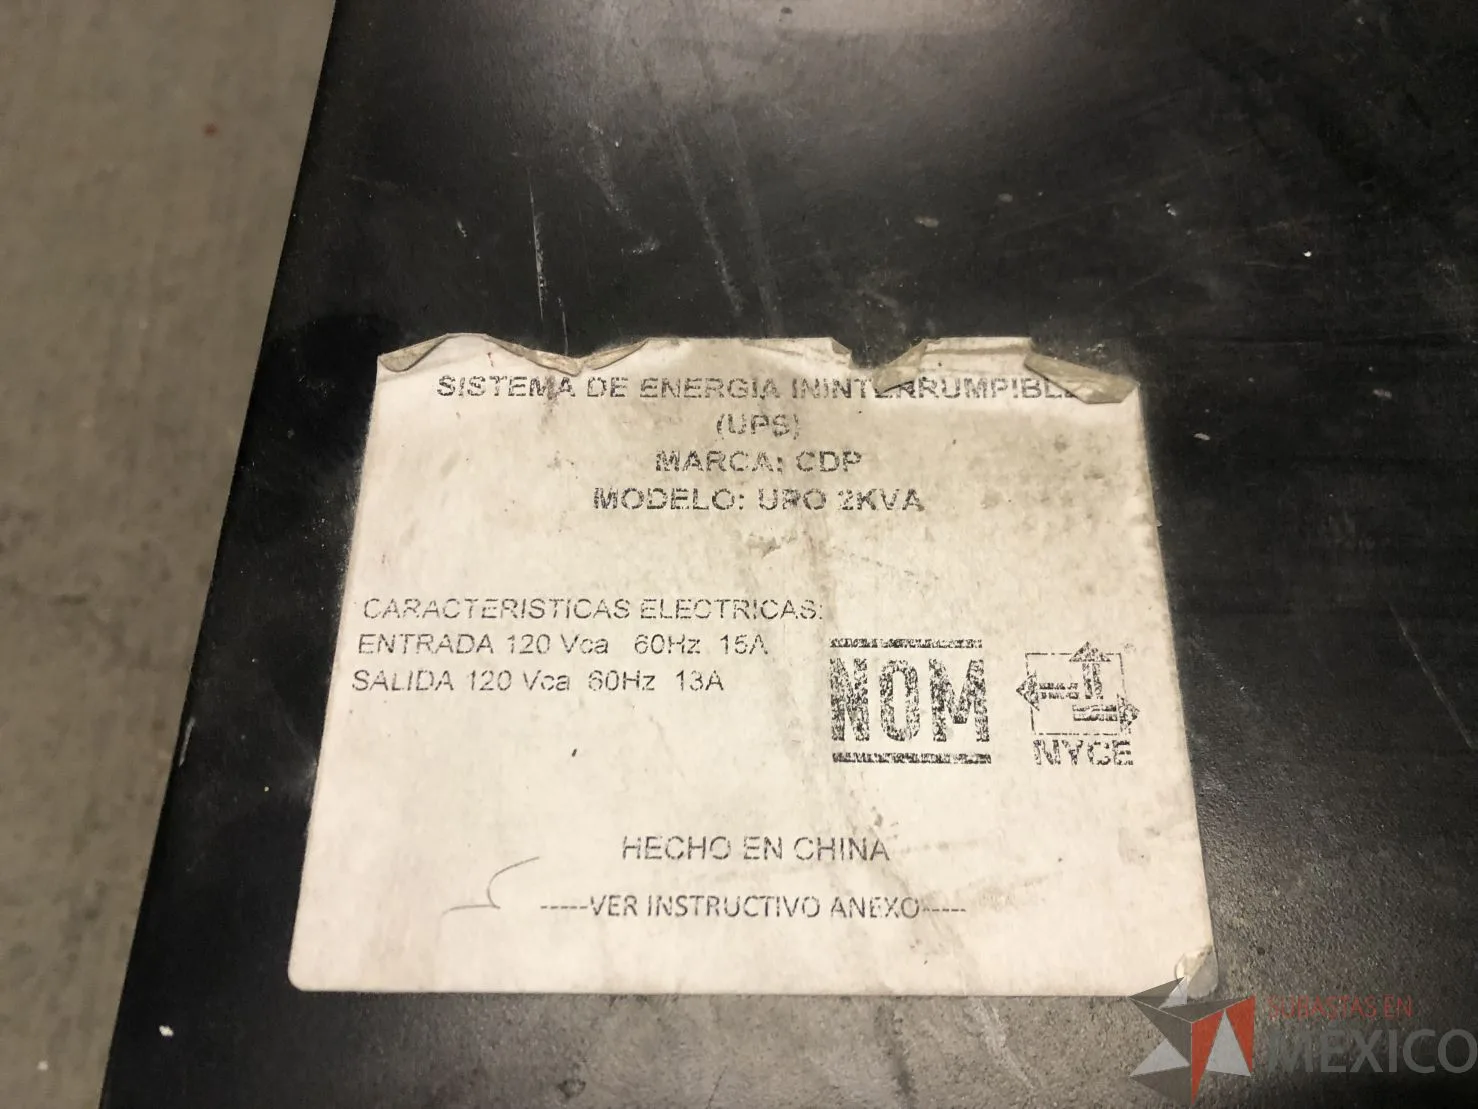 SISTEMA DE ENERGIA ININTERRUMPIBLE
(UPS)
MARCA: CDP
MODELO: UPO 2KVA
CARACTERISTICAS ELECTRICAS:
ENTRADA 120 Vca 60Hz 15A
SALIDA 120 Vca 60Hz 13A
NOM
NYCE
HECHO EN CHINA
-----VER INSTRUCTIVO ANEXO-----
SUBASTAS EN
MÉXICO